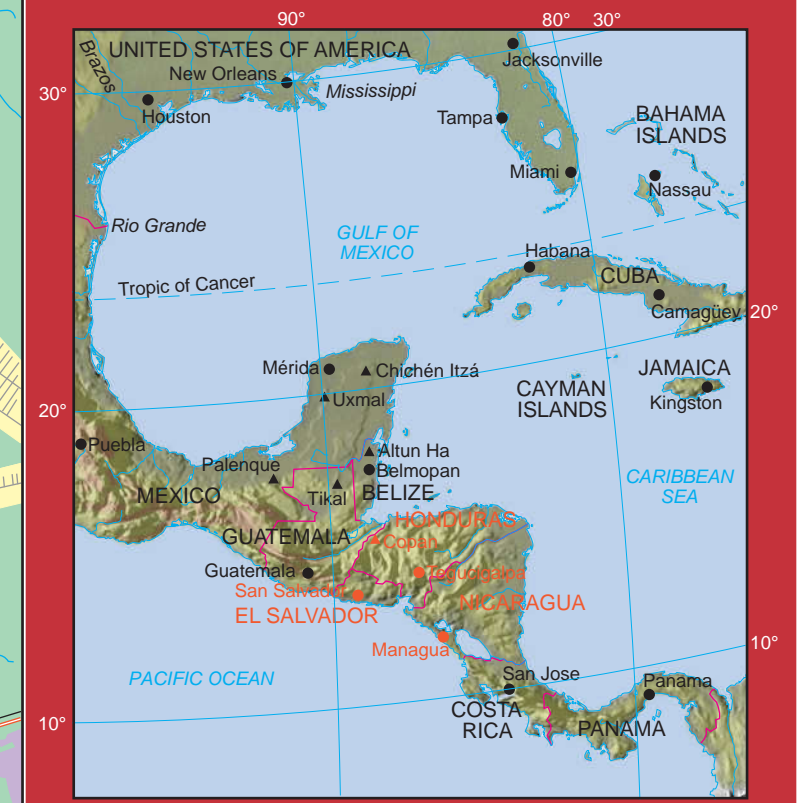 90°
80°
30°
UNITED STATES OF AMERICA
Brazos
New Orleans
Mississippi
Jacksonville
30°
Houston
Tampa
BAHAMA
ISLANDS
Miami
Nassau
Rio Grande
GULF OF
MEXICO
Habana
Tropic of Cancer
CUBA
Camagüey
20°
Mérida
Chichén Itzá
JAMAICA
Uxmal
CAYMAN
ISLANDS
Kingston
20°
Puebla
Altun Ha
Palenque
Belmopan
CARIBBEAN
SEA
MEXICO
Tikal
BELIZE
HONDURAS
GUATEMALA
Copán
Guatemala
Tegucigalpa
San Salvador
NICARAGUA
EL SALVADOR
Managua
10°
PACIFIC OCEAN
San Jose
Panama
COSTA
RICA
PANAMA
10°